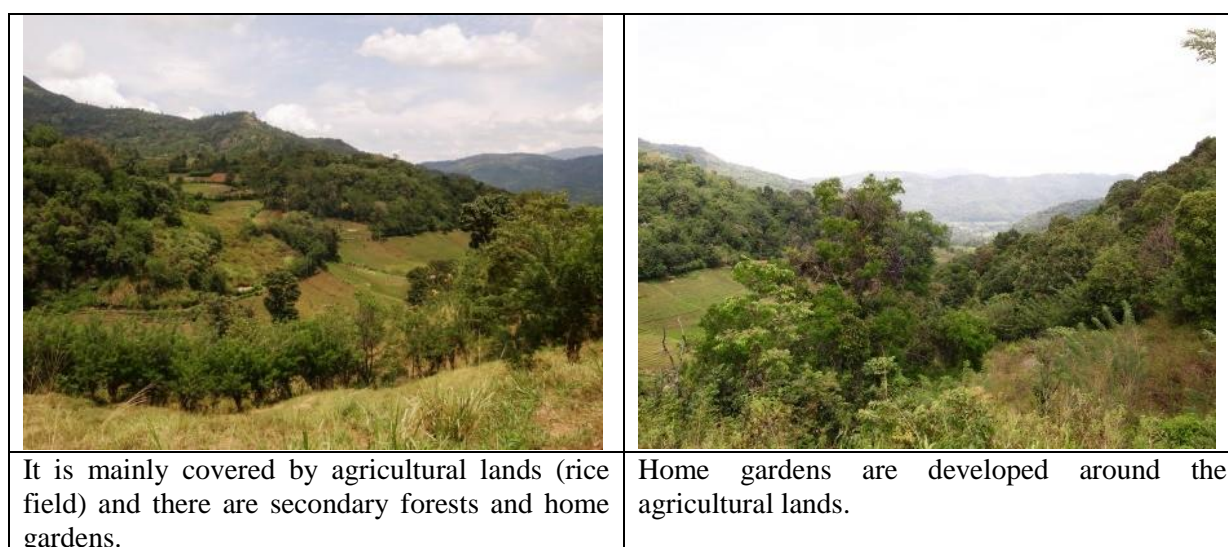 It is mainly covered by agricultural lands (rice
field) and there are secondary forests and home
gardens.
Home gardens are developed around the
agricultural lands.